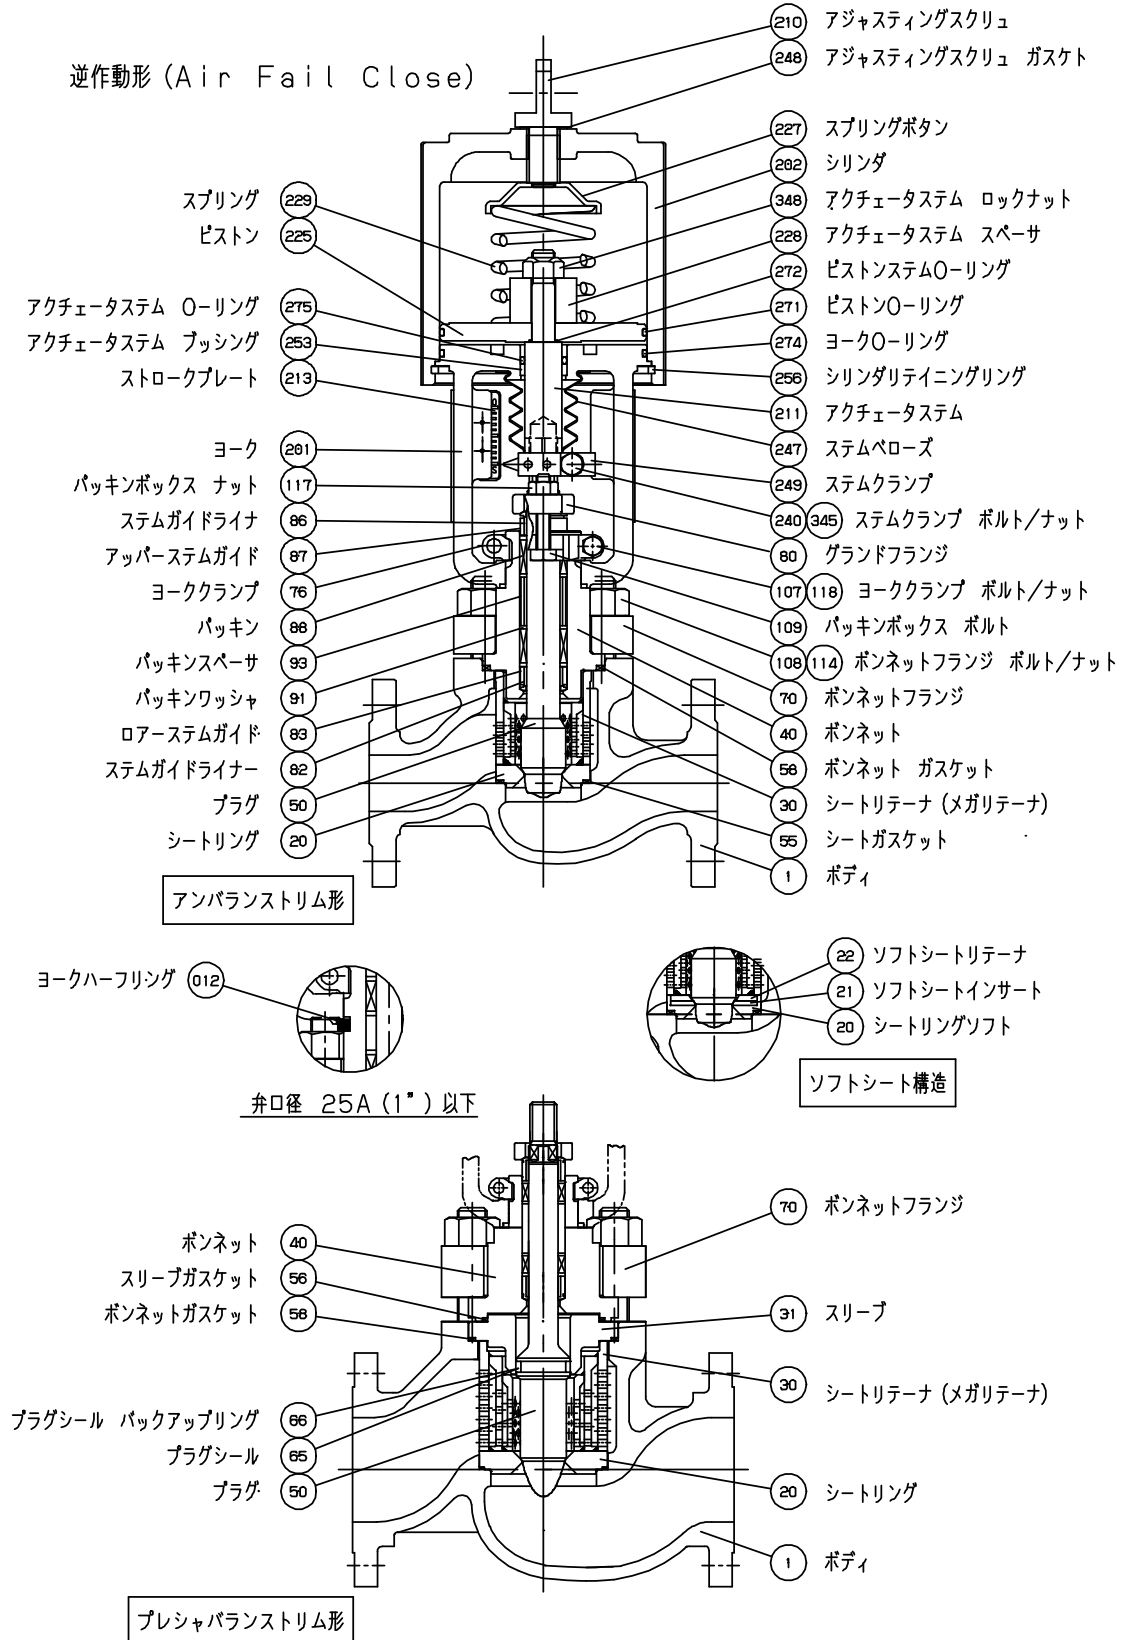 逆作動形 (Air Fail Close)
210 アジャスティングスクリュ
248 アジャスティングスクリュ ガスケト
227 スプリングボタン
202 シリンダ
348 アクチェータステム ロックナット
228 アクチェータステム スペーサ
272 ピストンステムO-リング
271 ピストンO-リング
274 ヨークO-リング
256 シリンダリテイニングリング
211 アクチェータステム
247 ステムベローズ
249 ステムクランプ
240 345 ステムクランプ ボルト/ナット
80 グランドフランジ
107 118 ヨーククランプ ボルト/ナット
109 パッキンボックス ボルト
108 114 ボンネットフランジ ボルト/ナット
70 ボンネットフランジ
40 ボンネット
58 ボンネット ガスケット
30 シートリテーナ (メガリテーナ)
55 シートガスケット
1 ボディ
スプリング 229
ピストン 225
アクチェータステム O-リング 275
アクチェータステム ブッシング 253
ストロークプレート 213
ヨーク 201
パッキンボックス ナット 117
ステムガイドライナ 86
アッパーステムガイド 87
ヨーククランプ 76
パッキン 88
パッキンスペーサ 93
パッキンワッシャ 91
ロアーステムガイド 83
ステムガイドライナー 82
プラグ 50
シートリング 20
アンバランストリム形
ヨークハーフリング 012
弁口径 25A (1") 以下
22 ソフトシートリテーナ
21 ソフトシートインサート
20 シートリングソフト
ソフトシート構造
ボンネット 40
スリーブガスケット 56
ボンネットガスケット 58
プラグシール バックアップリング 66
プラグシール 65
プラグ 50
70 ボンネットフランジ
31 スリーブ
30 シートリテーナ (メガリテーナ)
20 シートリング
1 ボディ
プレシャバランストリム形